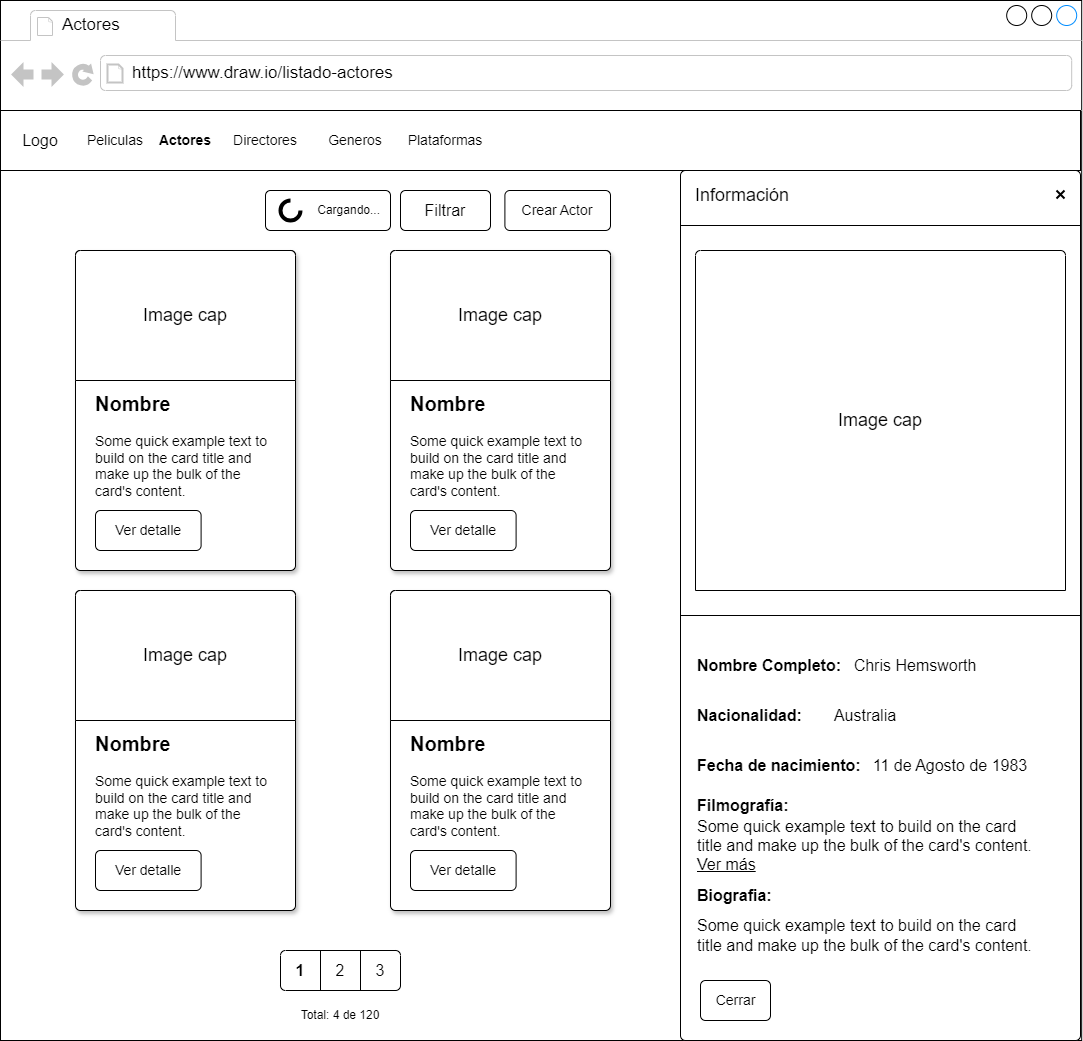 Actores
https://www.draw.io/listado-actores
Logo Peliculas Actores Directores Generos Plataformas
Cargando... Filtrar Crear Actor
Image cap
Nombre
Some quick example text to
build on the card title and
make up the bulk of the
card's content.
Ver detalle
Image cap
Nombre
Some quick example text to
build on the card title and
make up the bulk of the
card's content.
Ver detalle
Image cap
Nombre
Some quick example text to
build on the card title and
make up the bulk of the
card's content.
Ver detalle
Image cap
Nombre
Some quick example text to
build on the card title and
make up the bulk of the
card's content.
Ver detalle
1 2 3
Total: 4 de 120
Información ×
Image cap
Nombre Completo: Chris Hemsworth
Nacionalidad: Australia
Fecha de nacimiento: 11 de Agosto de 1983
Filmografía:
Some quick example text to build on the card
title and make up the bulk of the card's content.
Ver más
Biografia:
Some quick example text to build on the card
title and make up the bulk of the card's content.
Cerrar